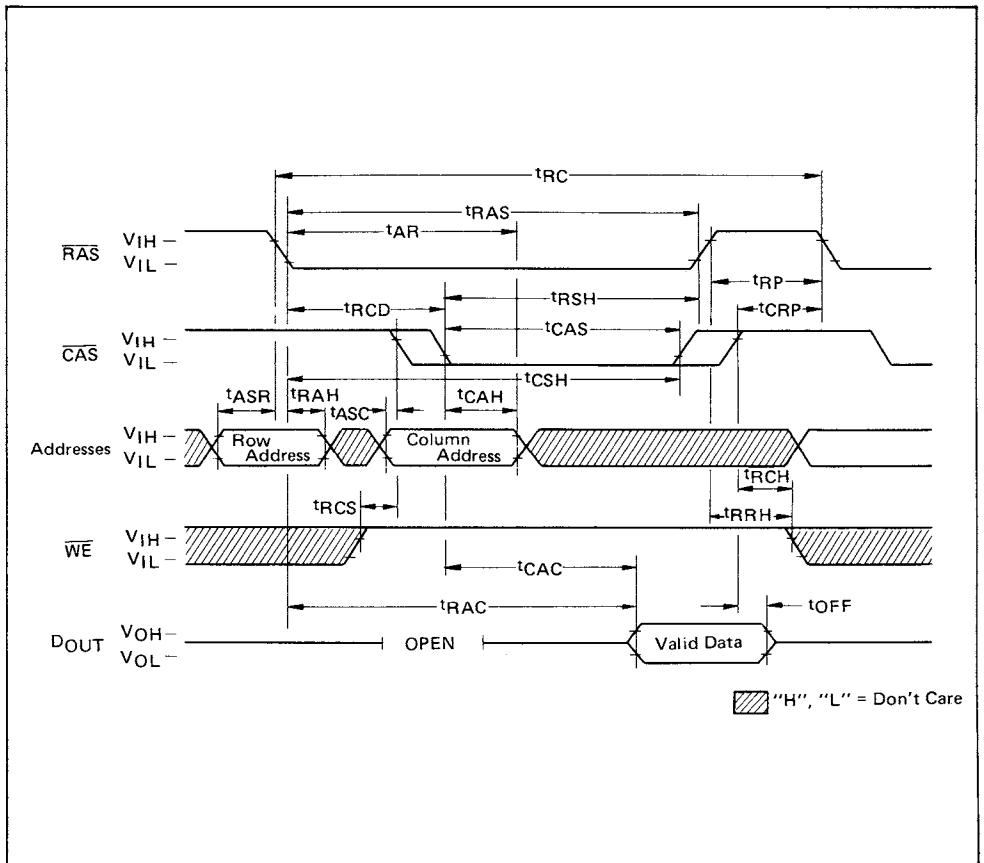 tRC
tRAS
tAR
RAS
VIH
VIL
tRP
tRSH
tRCD
tCRP
tCAS
CAS
VIH
VIL
tCSH
tASR
tRAH
tASC
tCAH
Addresses
VIH
VIL
Row
Address
Column
Address
tRCH
tRCS
tRRH
WE
VIH
VIL
tCAC
tRAC
tOFF
DOUT
VOH
VOL
OPEN
Valid Data
"H", "L" = Don't Care